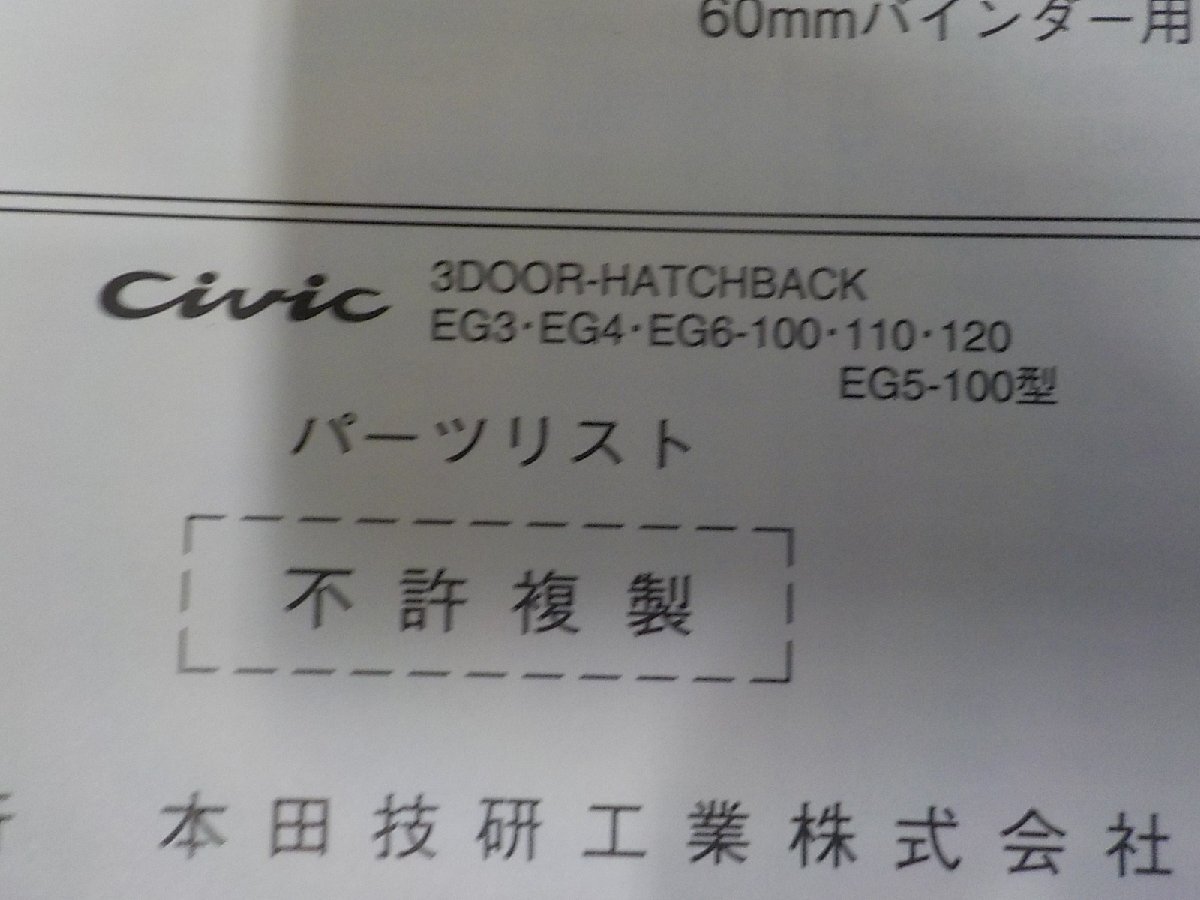 60mmバインダー用
Civic 3DOOR-HATCHBACK
EG3・EG4・EG6-100・110・120
EG5-100型
パーツリスト
不許複製
本田技研工業株式会社